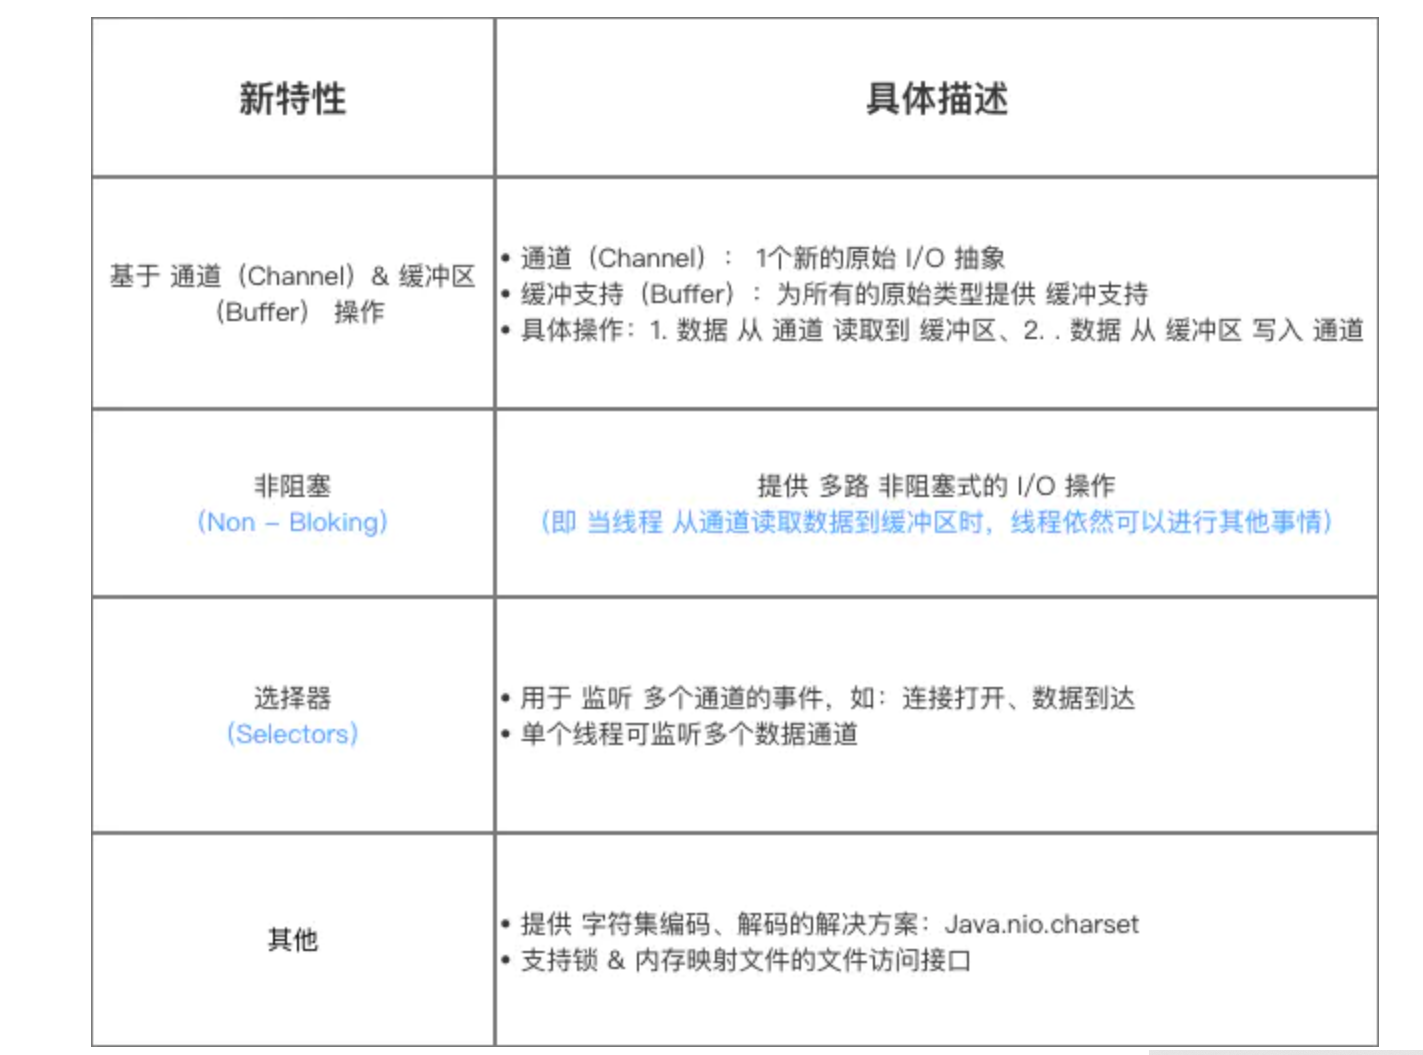 新特性
具体描述
基于 通道（Channel）& 缓冲区
（Buffer） 操作
• 通道（Channel）： 1个新的原始 I/O 抽象
• 缓冲支持（Buffer）：为所有的原始类型提供 缓冲支持
• 具体操作：1. 数据 从 通道 读取到 缓冲区、2. . 数据 从 缓冲区 写入 通道
非阻塞
（Non – Bloking）
提供 多路 非阻塞式的 I/O 操作
（即 当线程 从通道读取数据到缓冲区时，线程依然可以进行其他事情）
选择器
（Selectors）
• 用于 监听 多个通道的事件，如：连接打开、数据到达
• 单个线程可监听多个数据通道
其他
• 提供 字符集编码、解码的解决方案：Java.nio.charset
• 支持锁 & 内存映射文件的文件访问接口